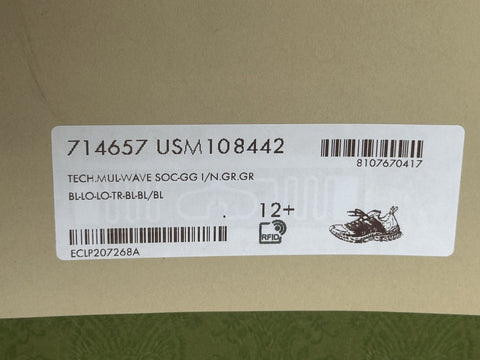 714657 USM108442
8107670417
TECH.MUL-WAVE SOC-GG I/N.GR.GR
BL-LO-LO-TR-BL-BL/BL
12+
RFID
ECLP207268A